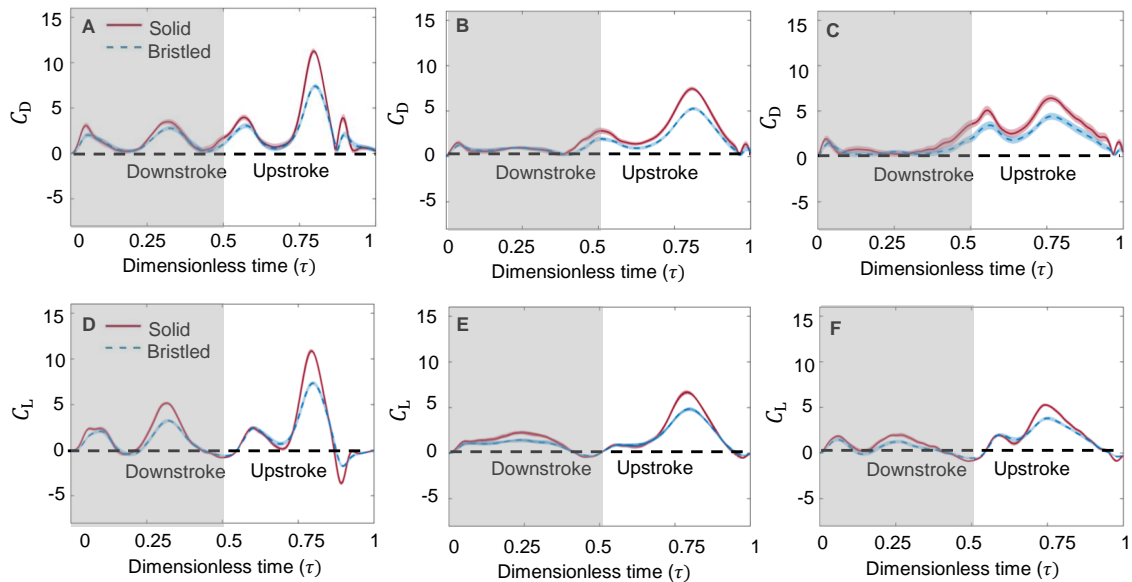 A
Solid
Bristled
15
10
5
0
-5
C_D
Downstroke
Upstroke
0
0.25
0.5
0.75
1
Dimensionless time (τ)
B
15
10
5
0
-5
C_D
Downstroke
Upstroke
0
0.25
0.5
0.75
1
Dimensionless time (τ)
C
15
10
5
0
-5
C_D
Downstroke
Upstroke
0
0.25
0.5
0.75
1
Dimensionless time (τ)
D
Solid
Bristled
15
10
5
0
-5
C_L
Downstroke
Upstroke
0
0.25
0.5
0.75
1
Dimensionless time (τ)
E
15
10
5
0
-5
C_L
Downstroke
Upstroke
0
0.25
0.5
0.75
1
Dimensionless time (τ)
F
15
10
5
0
-5
C_L
Downstroke
Upstroke
0
0.25
0.5
0.75
1
Dimensionless time (τ)